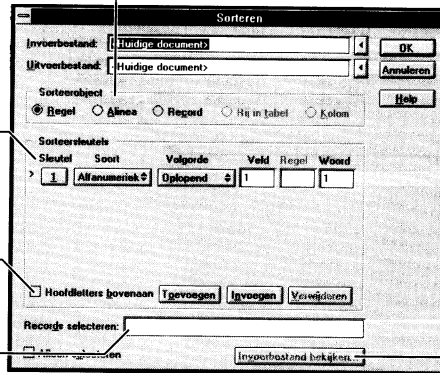 Sorteren
Invoerbestand: <Huidige document> OK
Uitvoerbestand: <Huidige document> Annuleren
Sorteerobject Help
Regel Alinea Record Rij in tabel Kolom
Sorteersleutels
Sleutel Soort Volgorde Veld Regel Woord
> 1 Alfanumeriek Oplopend 1 1
Hoofdletters bovenaan Toevoegen Invoegen Verwijderen
Records selecteren:
Alleen selecteren Invoerbestand bekijken...